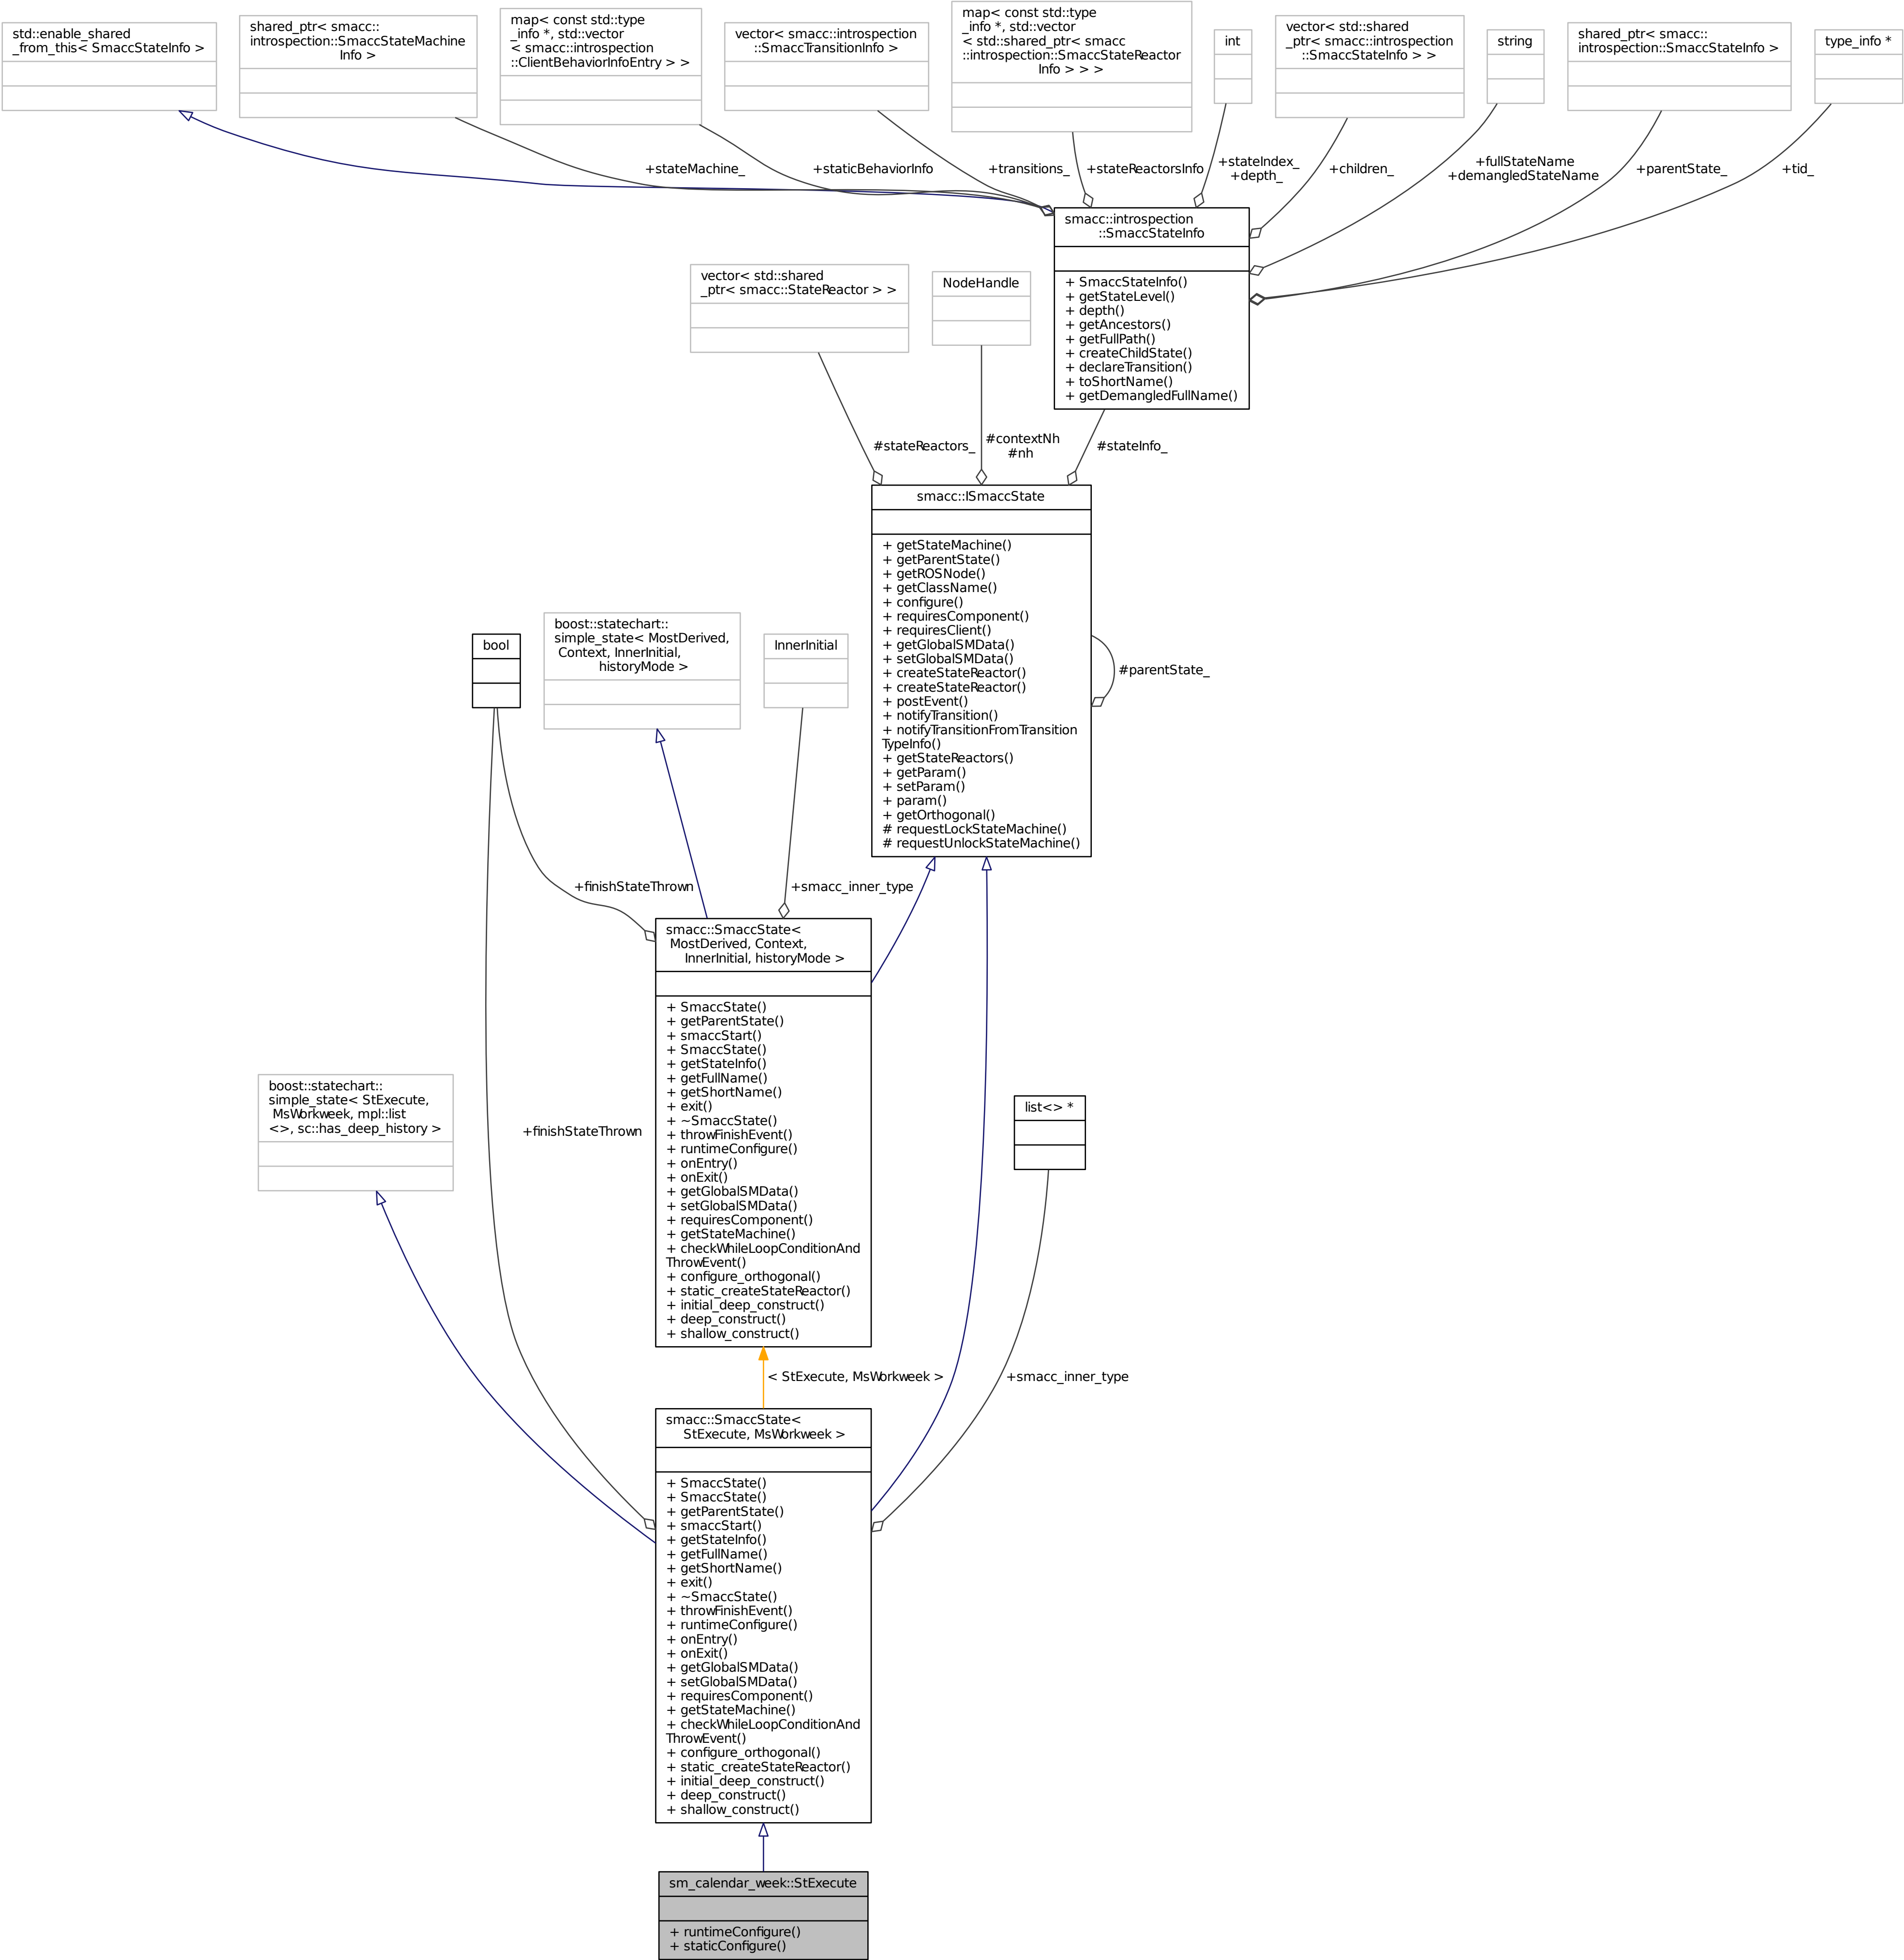 std::enable_shared
_from_this< SmaccStateInfo >
shared_ptr< smacc::
introspection::SmaccStateMachine
Info >
map< const std::type
_info *, std::vector
< smacc::introspection
::ClientBehaviorInfoEntry > >
vector< smacc::introspection
::SmaccTransitionInfo >
map< const std::type
_info *, std::vector
< std::shared_ptr< smacc
::introspection::SmaccStateReactor
Info > > >
int
vector< std::shared
_ptr< smacc::introspection
::SmaccStateInfo > >
string
shared_ptr< smacc::
introspection::SmaccStateInfo >
type_info *
+stateMachine_
+staticBehaviorInfo
+transitions_
+stateReactorsInfo
+stateIndex_
+depth_
+children_
+fullStateName
+demangledStateName
+parentState_
+tid_
smacc::introspection
::SmaccStateInfo
+ SmaccStateInfo()
+ getStateLevel()
+ depth()
+ getAncestors()
+ getFullPath()
+ createChildState()
+ declareTransition()
+ toShortName()
+ getDemangledFullName()
vector< std::shared
_ptr< smacc::StateReactor > >
NodeHandle
#stateReactors_
#contextNh
#nh
#stateInfo_
smacc::ISmaccState
+ getStateMachine()
+ getParentState()
+ getROSNode()
+ getClassName()
+ configure()
+ requiresComponent()
+ requiresClient()
+ getGlobalSMData()
+ setGlobalSMData()
+ createStateReactor()
+ createStateReactor()
+ postEvent()
+ notifyTransition()
+ notifyTransitionFromTransition
TypeInfo()
+ getStateReactors()
+ getParam()
+ setParam()
+ param()
+ getOrthogonal()
# requestLockStateMachine()
# requestUnlockStateMachine()
#parentState_
bool
boost::statechart::
simple_state< MostDerived,
Context, InnerInitial,
historyMode >
InnerInitial
+finishStateThrown
+smacc_inner_type
smacc::SmaccState<
MostDerived, Context,
InnerInitial, historyMode >
+ SmaccState()
+ getParentState()
+ smaccStart()
+ SmaccState()
+ getStateInfo()
+ getFullName()
+ getShortName()
+ exit()
+ ~SmaccState()
+ throwFinishEvent()
+ runtimeConfigure()
+ onEntry()
+ onExit()
+ getGlobalSMData()
+ setGlobalSMData()
+ requiresComponent()
+ getStateMachine()
+ checkWhileLoopConditionAnd
ThrowEvent()
+ configure_orthogonal()
+ static_createStateReactor()
+ initial_deep_construct()
+ deep_construct()
+ shallow_construct()
boost::statechart::
simple_state< StExecute,
MsWorkweek, mpl::list
<>, sc::has_deep_history >
+finishStateThrown
list<> *
< StExecute, MsWorkweek >
+smacc_inner_type
smacc::SmaccState<
StExecute, MsWorkweek >
+ SmaccState()
+ SmaccState()
+ getParentState()
+ smaccStart()
+ getStateInfo()
+ getFullName()
+ getShortName()
+ exit()
+ ~SmaccState()
+ throwFinishEvent()
+ runtimeConfigure()
+ onEntry()
+ onExit()
+ getGlobalSMData()
+ setGlobalSMData()
+ requiresComponent()
+ getStateMachine()
+ checkWhileLoopConditionAnd
ThrowEvent()
+ configure_orthogonal()
+ static_createStateReactor()
+ initial_deep_construct()
+ deep_construct()
+ shallow_construct()
sm_calendar_week::StExecute
+ runtimeConfigure()
+ staticConfigure()